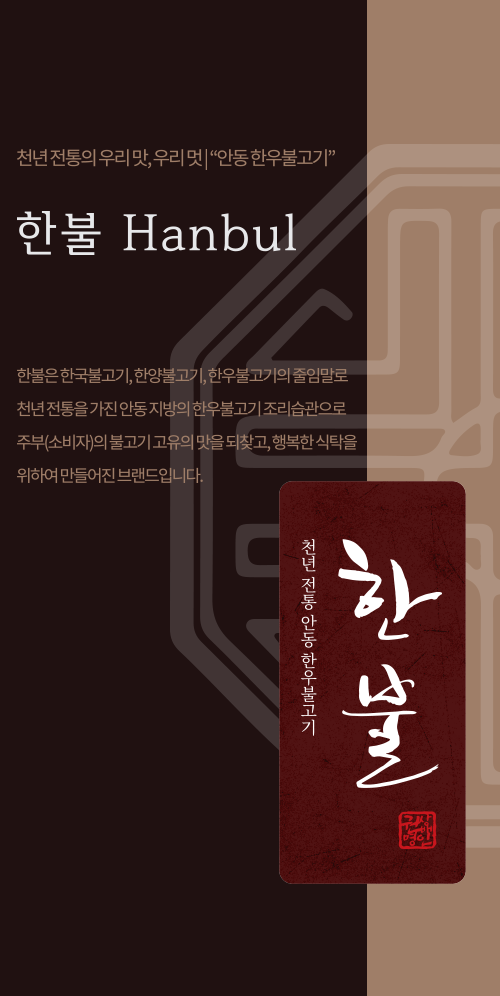 천년 전통의 우리 맛, 우리 멋 | “안동 한우불고기”
한불 Hanbul
한불은 한국불고기, 한양불고기, 한우불고기의 줄임말로
천년 전통을 가진 안동 지방의 한우불고기 조리습관으로
주부(소비자)의 불고기 고유의 맛을 되찾고, 행복한 식탁을
위하여 만들어진 브랜드입니다.
천년 전통 안동 한우불고기
한불